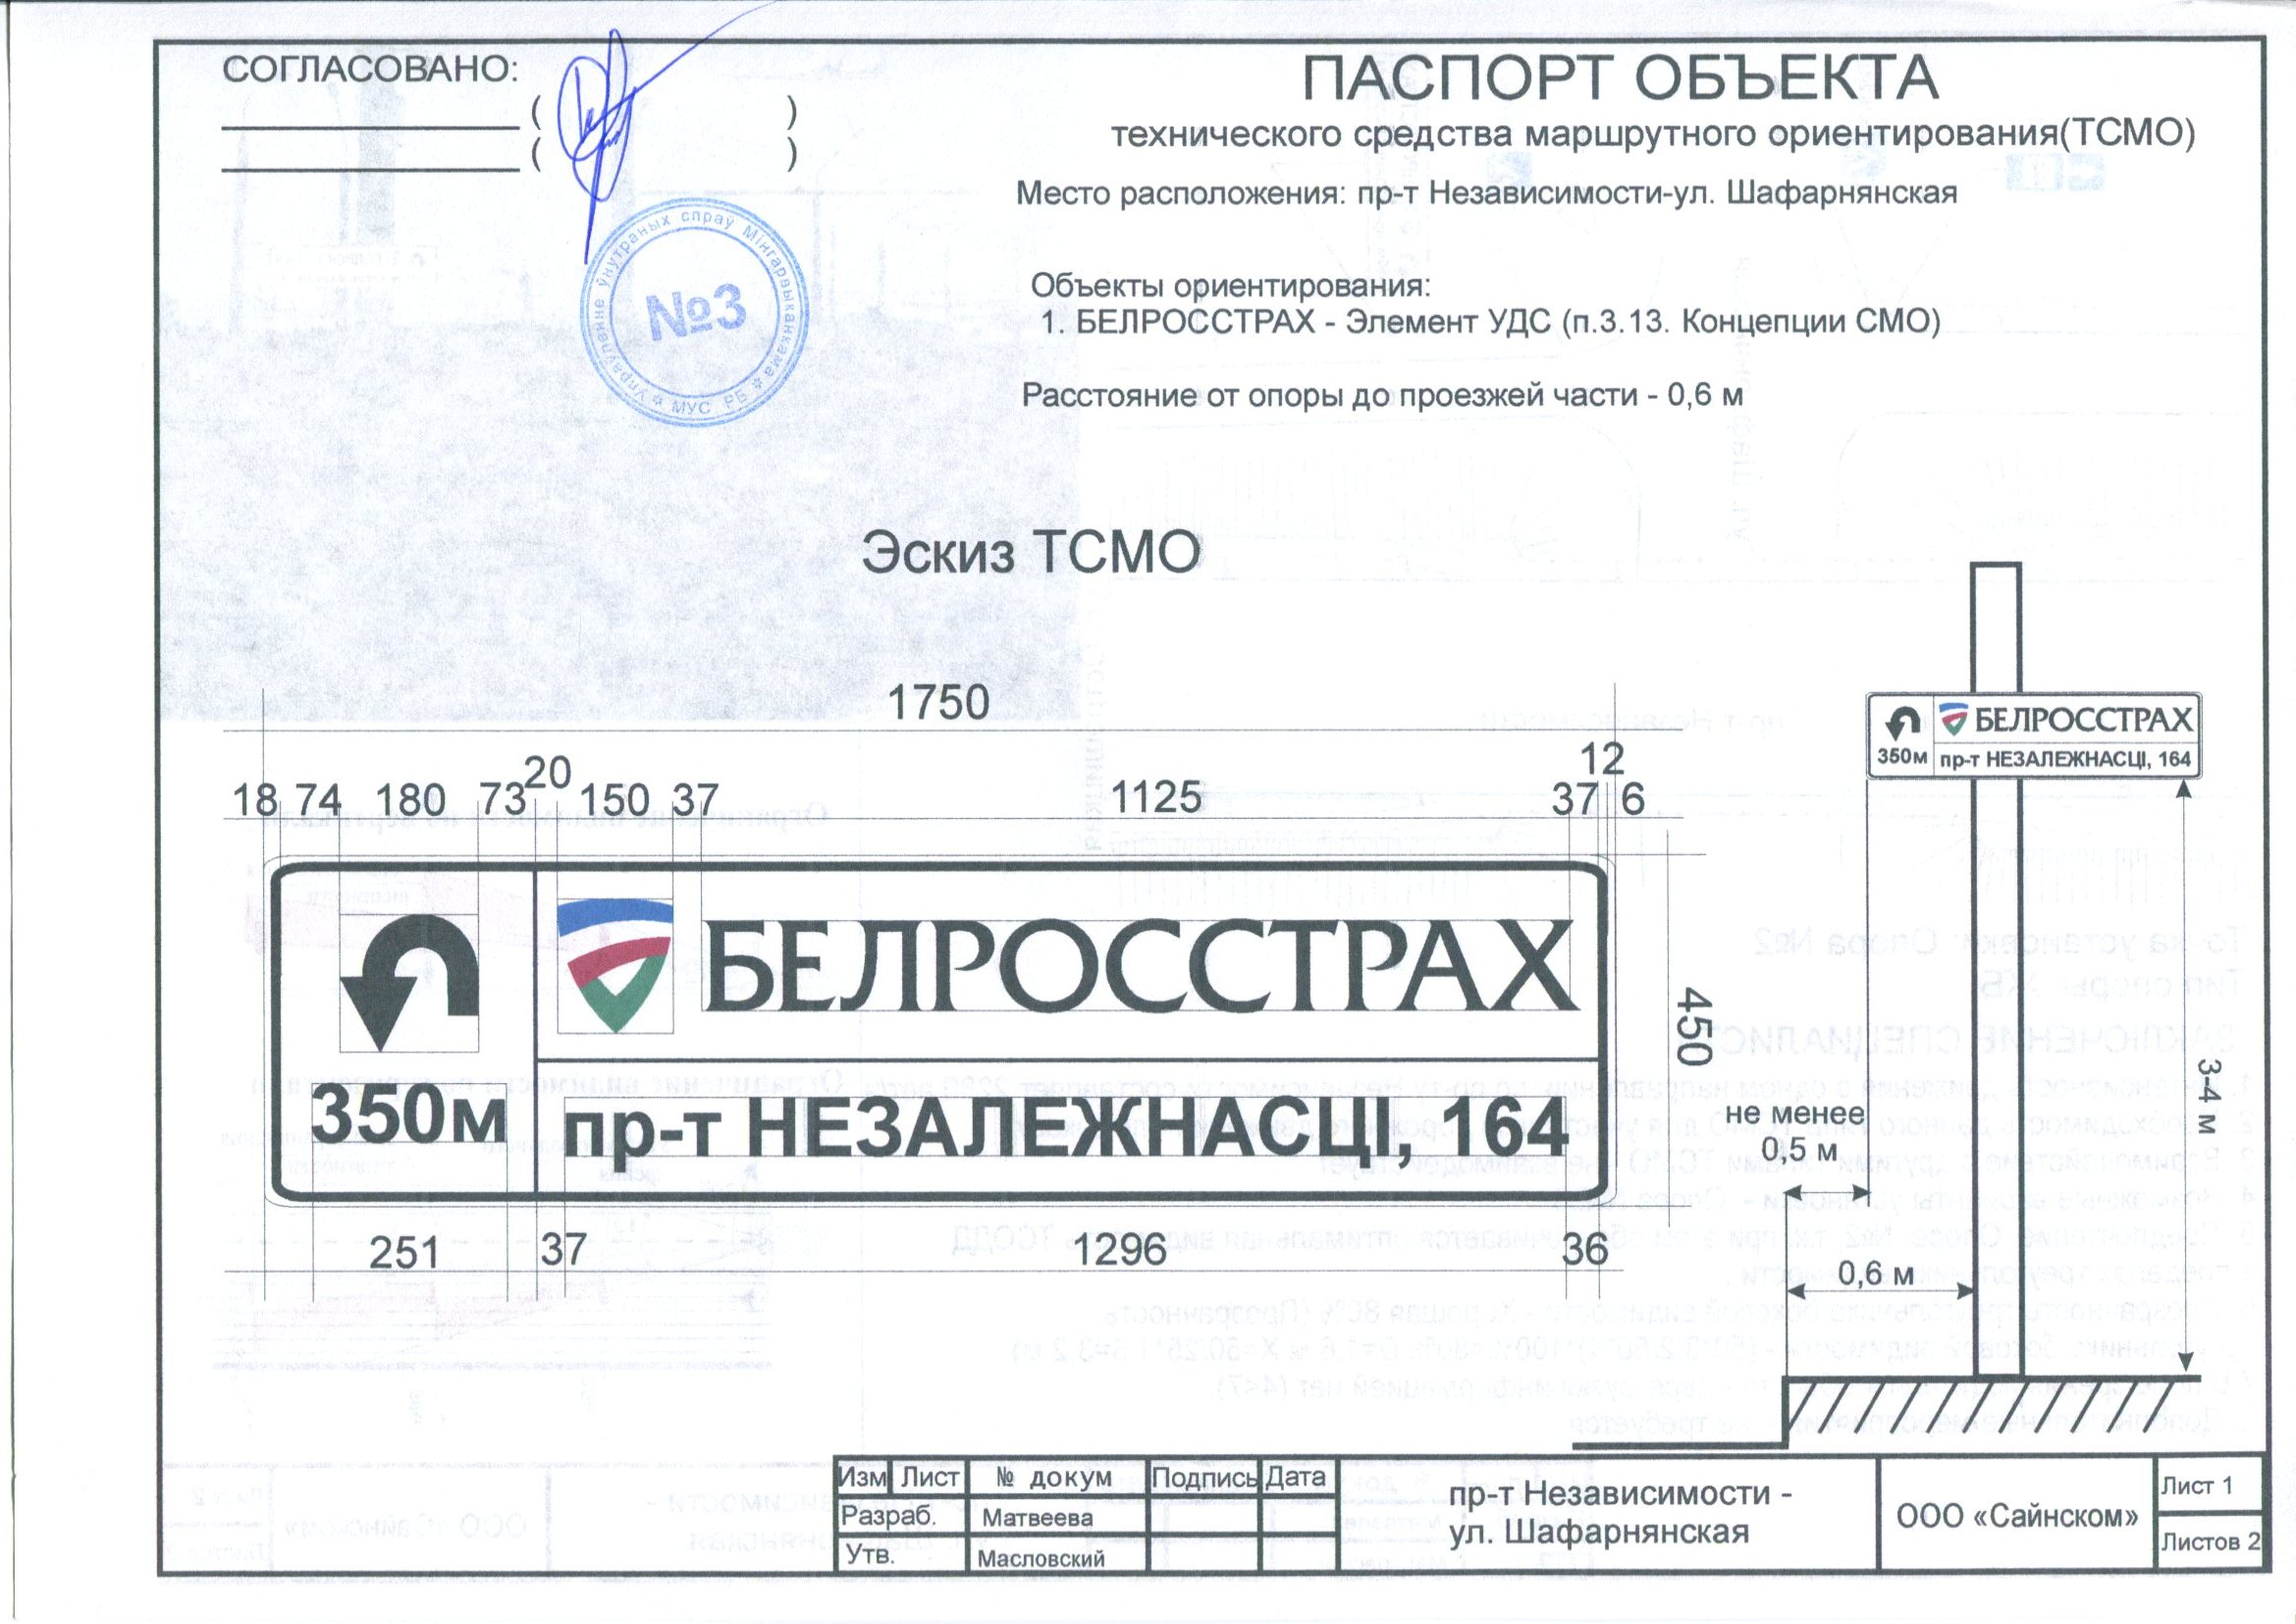 СОГЛАСОВАНО:
( )
( )
ПАСПОРТ ОБЪЕКТА
технического средства маршрутного ориентирования(ТСМО)
Место расположения: пр-т Независимости-ул. Шафарнянская
Объекты ориентирования:
1. БЕЛРОССТРАХ - Элемент УДС (п.3.13. Концепции СМО)
Расстояние от опоры до проезжей части - 0,6 м
Упраўленне ўнутраных спраў Мінгарвыканкама
МУС РБ
№3
Эскиз ТСМО
1750
18 74 180 73 20 150 37 1125 37 12 6
БЕЛРОССТРАХ
350м
пр-т НЕЗАЛЕЖНАСЦІ, 164
450
251 37 1296 36
БЕЛРОССТРАХ
350м пр-т НЕЗАЛЕЖНАСЦІ, 164
3-4 м
не менее
0,5 м
0,6 м
Изм Лист № докум Подпись Дата
Разраб. Матвеева
Утв. Масловский
пр-т Независимости -
ул. Шафарнянская
ООО «Сайнском»
Лист 1
Листов 2